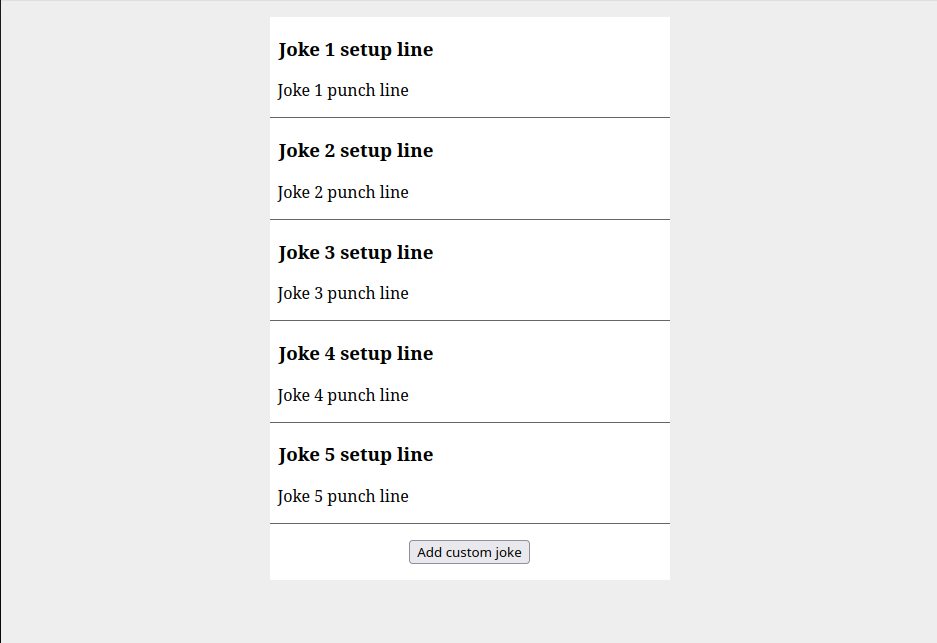 Joke 1 setup line
Joke 1 punch line
Joke 2 setup line
Joke 2 punch line
Joke 3 setup line
Joke 3 punch line
Joke 4 setup line
Joke 4 punch line
Joke 5 setup line
Joke 5 punch line
Add custom joke